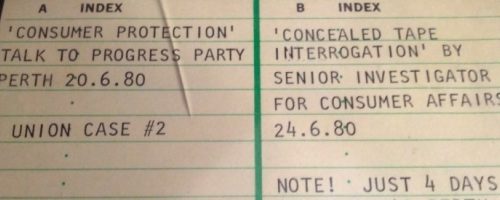 A INDEX
'CONSUMER PROTECTION'
TALK TO PROGRESS PARTY
PERTH 20.6.80
UNION CASE #2
B INDEX
'CONCEALED TAPE
INTERROGATION' BY
SENIOR INVESTIGATOR
FOR CONSUMER AFFAIRS
24.6.80
NOTE! JUST 4 DAYS